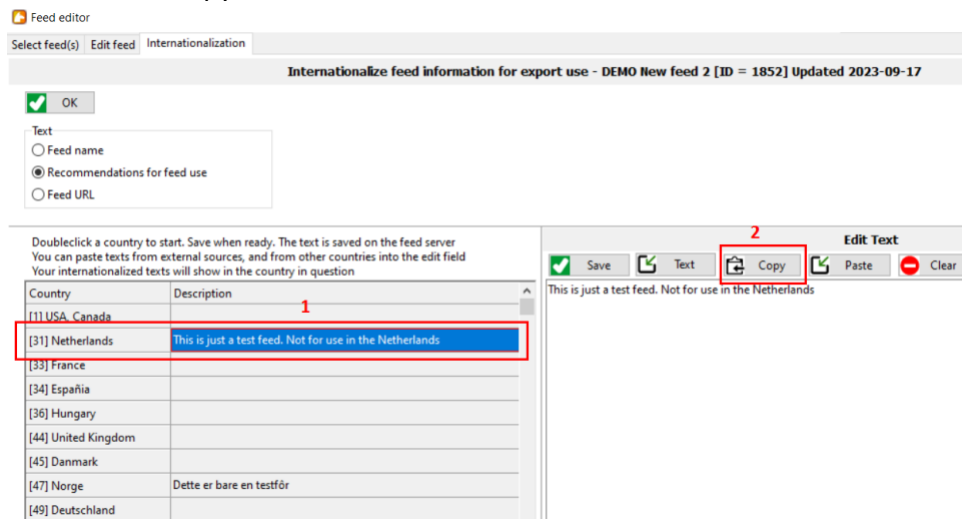 Feed editor
Select feed(s) Edit feed Internationalization
Internationalize feed information for export use - DEMO New feed 2 [ID = 1852] Updated 2023-09-17
OK
Text
Feed name
Recommendations for feed use
Feed URL
Doubleclick a country to start. Save when ready. The text is saved on the feed server
You can paste texts from external sources, and from other countries into the edit field
Your internationalized texts will show in the country in question
2
Edit Text
Save Text Copy Paste Clear
This is just a test feed. Not for use in the Netherlands
Country Description
1
[1] USA. Canada
[31] Netherlands This is just a test feed. Not for use in the Netherlands
[33] France
[34] Españia
[36] Hungary
[44] United Kingdom
[45] Danmark
[47] Norge Dette er bare en testfôr
[49] Deutschland